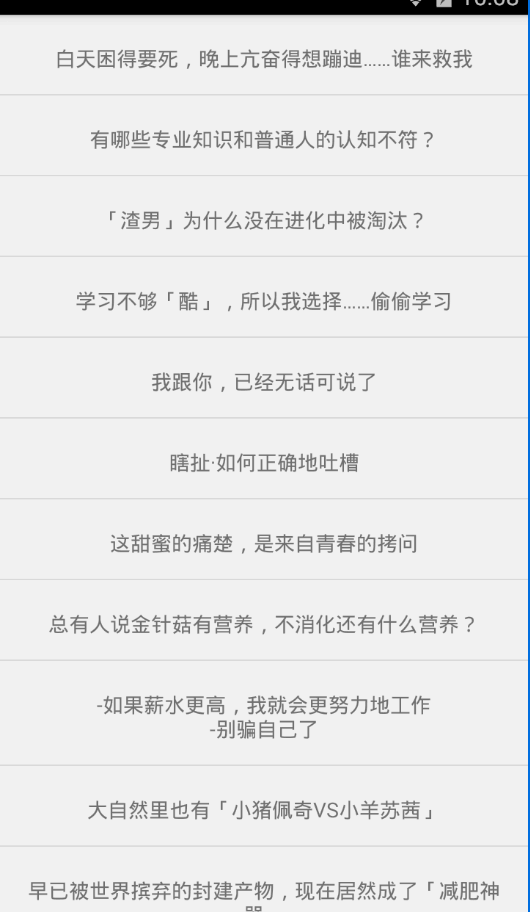 白天困得要死，晚上亢奋得想蹦迪……谁来救我
有哪些专业知识和普通人的认知不符？
「渣男」为什么没在进化中被淘汰？
学习不够「酷」，所以我选择……偷偷学习
我跟你，已经无话可说了
瞎扯·如何正确地吐槽
这甜蜜的痛楚，是来自青春的拷问
总有人说金针菇有营养，不消化还有什么营养？
-如果薪水更高，我就会更努力地工作
-别骗自己了
大自然里也有「小猪佩奇VS小羊苏茜」
早已被世界摈弃的封建产物，现在居然成了「减肥神